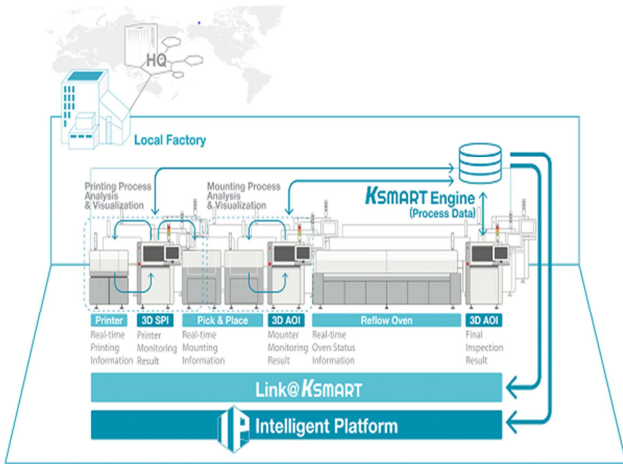 HQ
Local Factory
Printing Process
Analysis
& Visualization
Mounting Process
Analysis
& Visualization
KSMART Engine
(Process Data)
Printer
3D SPI
Pick & Place
3D AOI
Reflow Oven
3D AOI
Real-time
Printing
Information
Printer
Monitoring
Result
Real-time
Mounting
Information
Mounter
Monitoring
Result
Real-time
Oven Status
Information
Final
Inspection
Result
Link@KSMART
IP Intelligent Platform